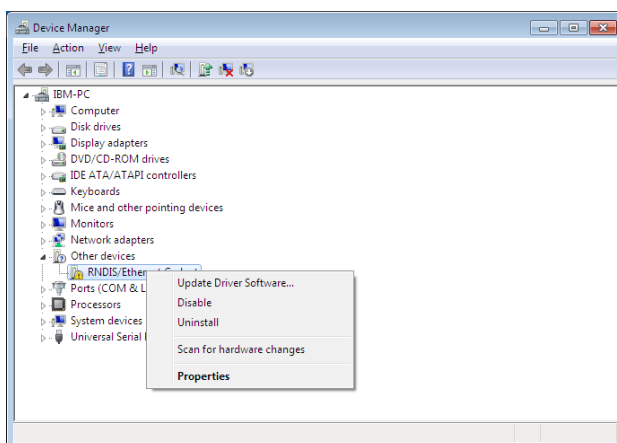 Device Manager
File Action View Help
IBM-PC
Computer
Disk drives
Display adapters
DVD/CD-ROM drives
IDE ATA/ATAPI controllers
Keyboards
Mice and other pointing devices
Monitors
Network adapters
Other devices
RNDIS/Ethernet Gadget
Update Driver Software...
Ports (COM & L
Disable
Processors
Uninstall
System devices
Universal Serial
Scan for hardware changes
Properties